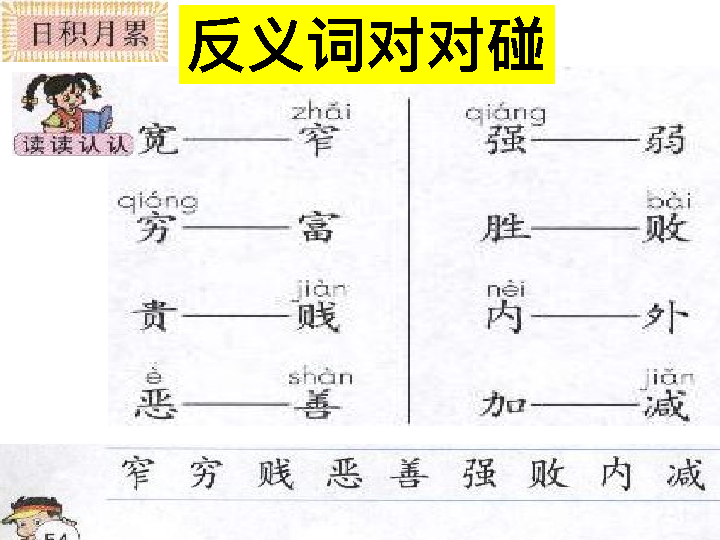 日积月累
反义词对对碰
读读认认
zhǎi qiáng
宽——窄 强——弱
qióng bài
穷——富 胜——败
jiàn nèi
贵——贱 内——外
è shàn jiǎn
恶——善 加——减
窄 穷 贱 恶 善 强 败 内 减
54